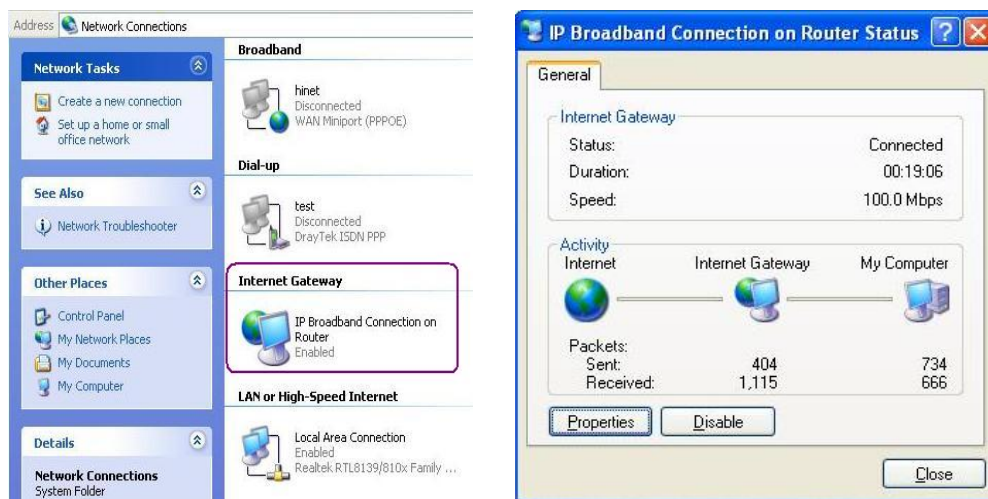 Address Network Connections
Network Tasks
Create a new connection
Set up a home or small
office network
See Also
Network Troubleshooter
Other Places
Control Panel
My Network Places
My Documents
My Computer
Details
Network Connections
System Folder
Broadband
hinet
Disconnected
WAN Miniport (PPPOE)
Dial-up
test
Disconnected
DrayTek ISDN PPP
Internet Gateway
IP Broadband Connection on
Router
Enabled
LAN or High-Speed Internet
Local Area Connection
Enabled
Realtek RTL8139/810x Family ...
IP Broadband Connection on Router Status
General
Internet Gateway
Status: Connected
Duration: 00:19:06
Speed: 100.0 Mbps
Activity
Internet Internet Gateway My Computer
Packets:
Sent: 404 734
Received: 1,115 666
Properties Disable
Close